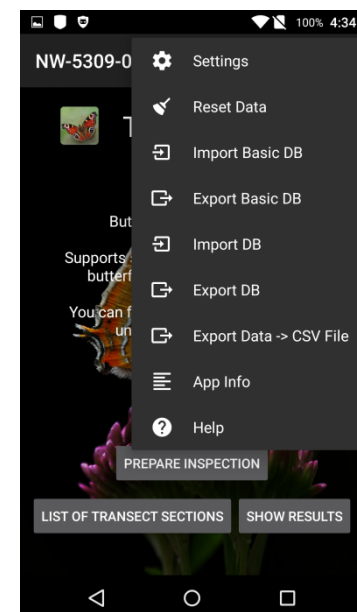 100% 4:34
NW-5309-0
Settings
Reset Data
Import Basic DB
Export Basic DB
Import DB
Export DB
Export Data -> CSV File
App Info
Help
T
But
Supports
butterf
You can f
un
PREPARE INSPECTION
LIST OF TRANSECT SECTIONS
SHOW RESULTS